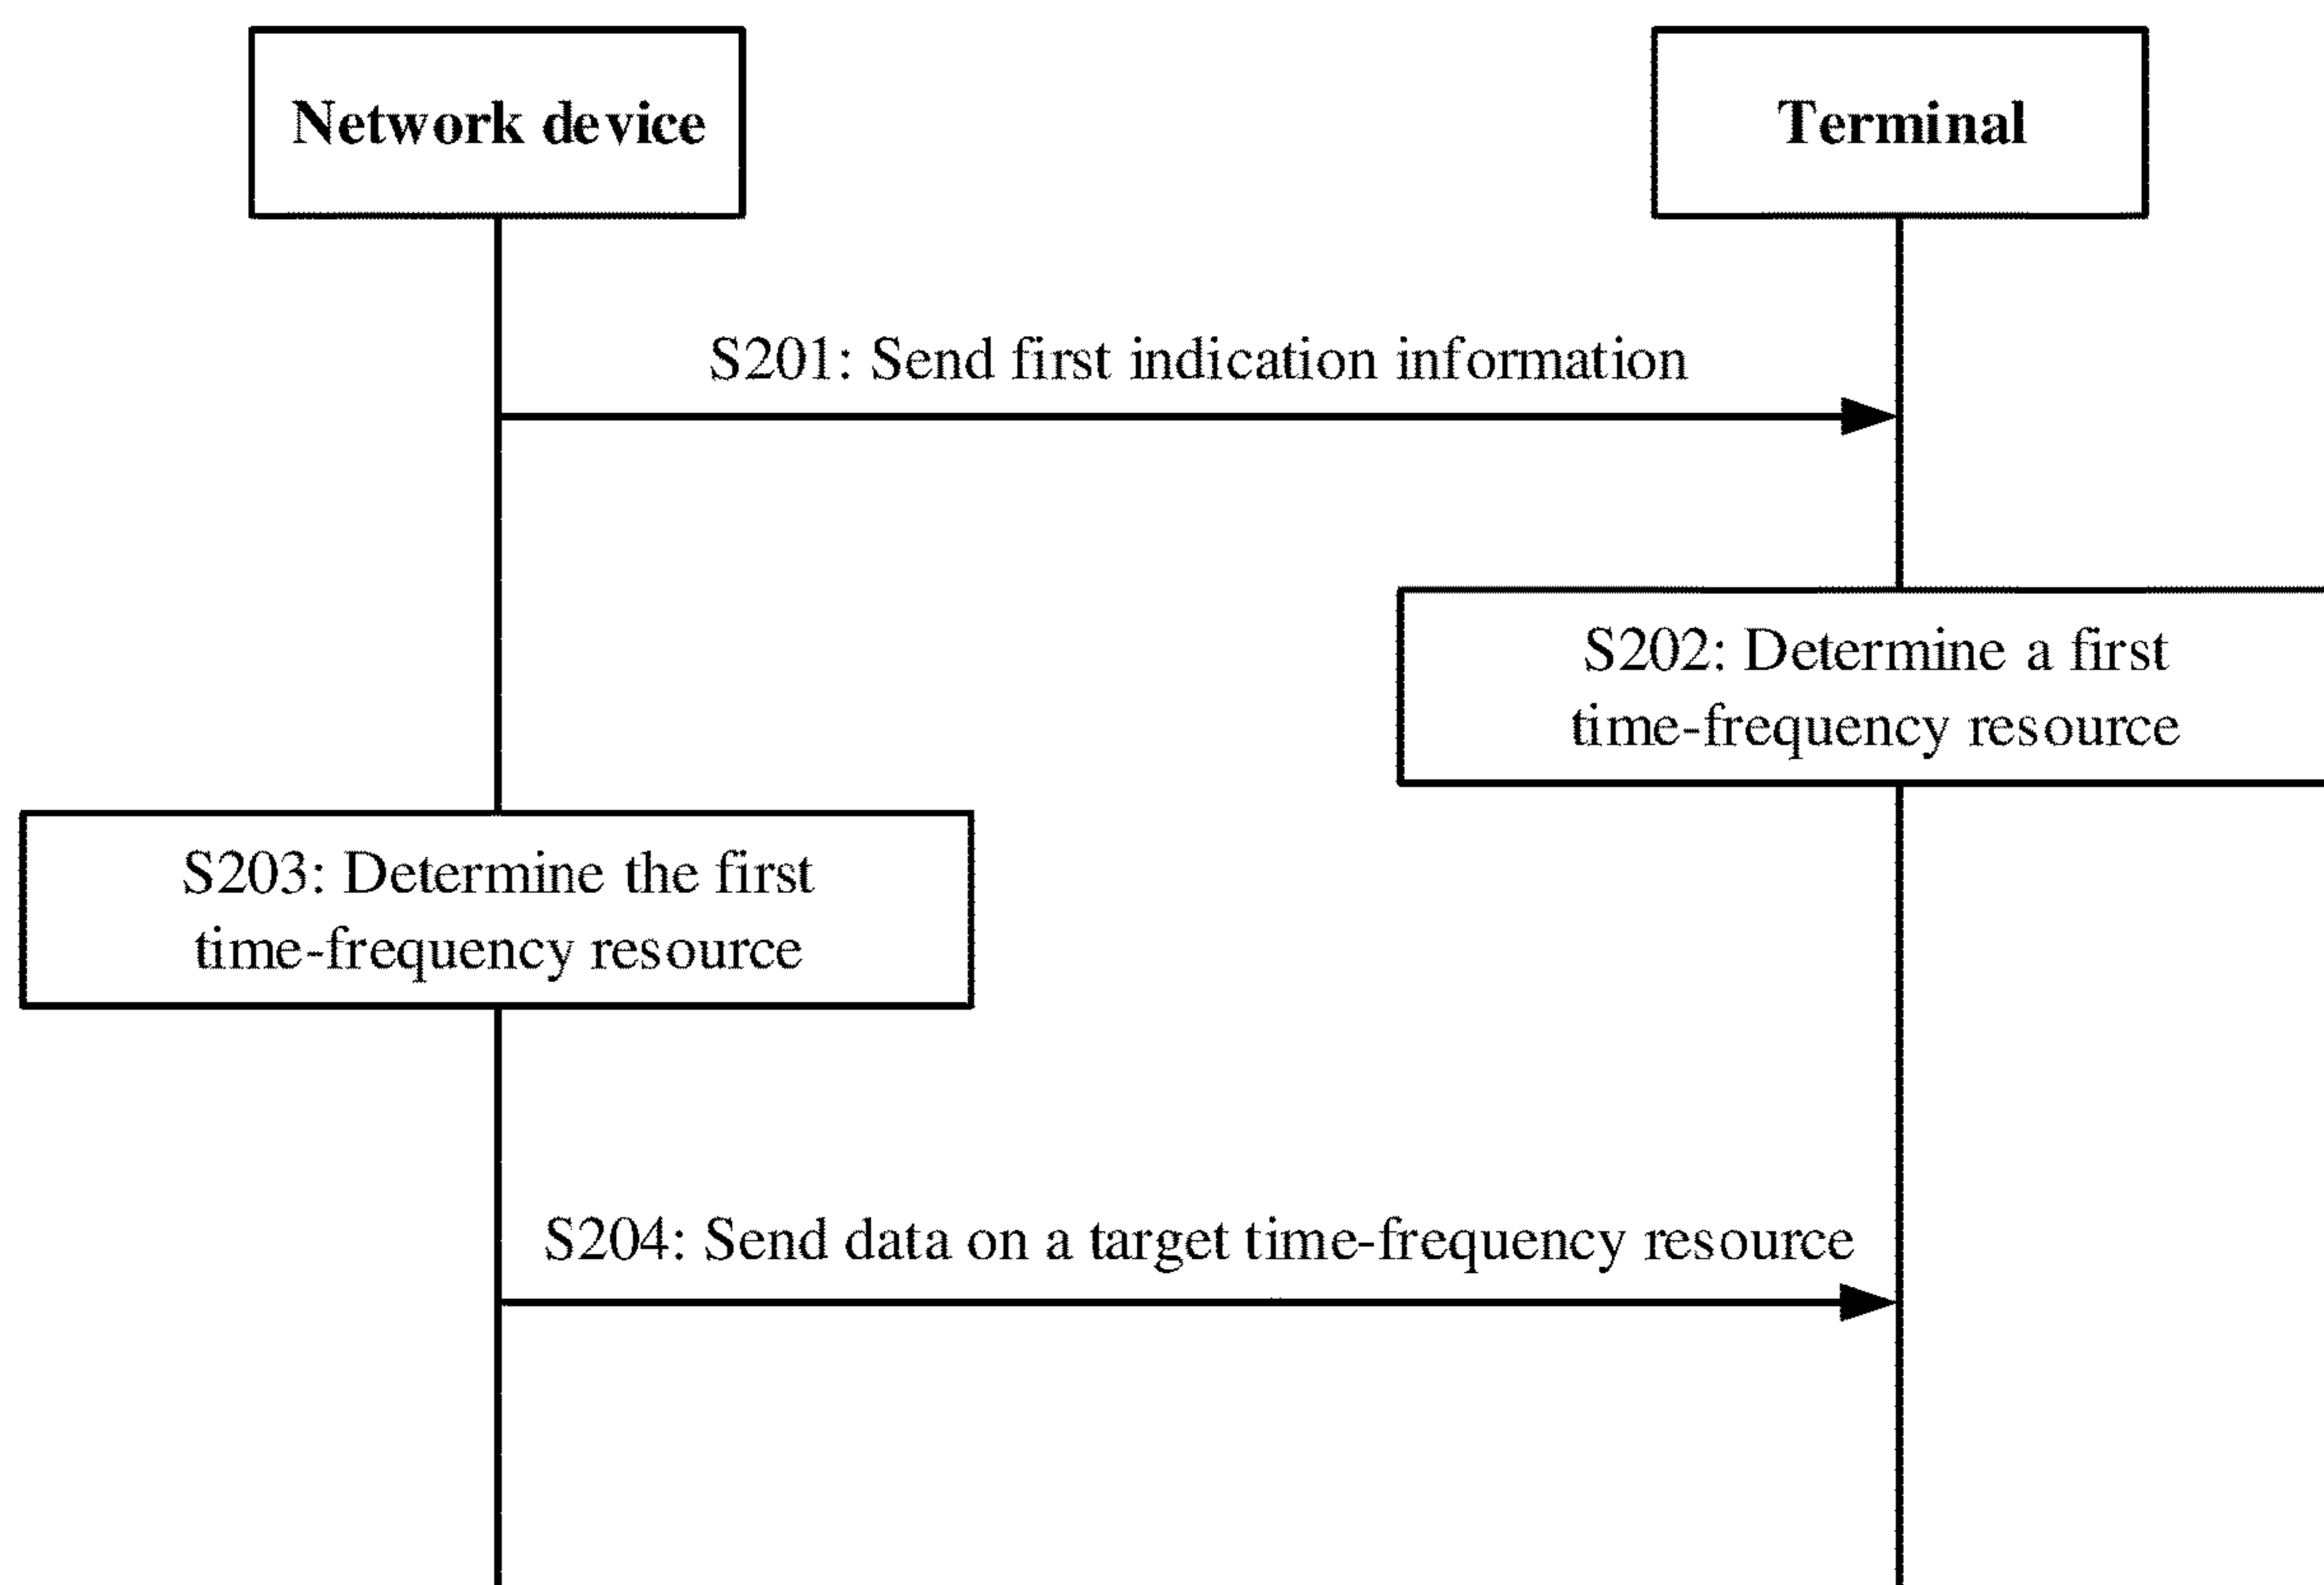 Network device
Terminal
S201: Send first indication information
S202: Determine a first
time-frequency resource
S203: Determine the first
time-frequency resource
S204: Send data on a target time-frequency resource